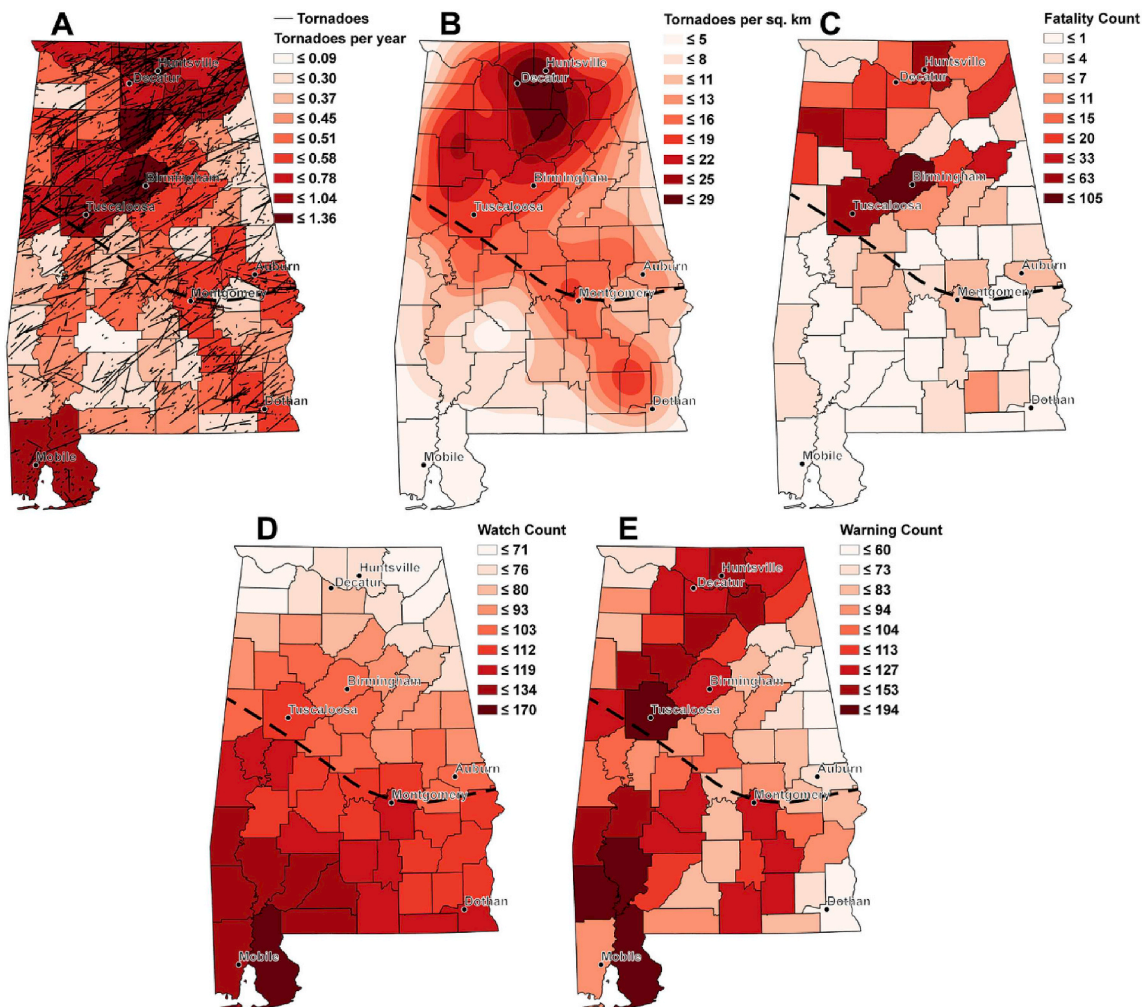 A
Tornadoes
Tornadoes per year
≤ 0.09
≤ 0.30
≤ 0.37
≤ 0.45
≤ 0.51
≤ 0.58
≤ 0.78
≤ 1.04
≤ 1.36
Huntsville
Decatur
Birmingham
Tuscaloosa
Auburn
Montgomery
Dothan
Mobile
B
Tornadoes per sq. km
≤ 5
≤ 8
≤ 11
≤ 13
≤ 16
≤ 19
≤ 22
≤ 25
≤ 29
Huntsville
Decatur
Birmingham
Tuscaloosa
Auburn
Montgomery
Dothan
Mobile
C
Fatality Count
≤ 1
≤ 4
≤ 7
≤ 11
≤ 15
≤ 20
≤ 33
≤ 63
≤ 105
Huntsville
Decatur
Birmingham
Tuscaloosa
Auburn
Montgomery
Dothan
Mobile
D
Watch Count
≤ 71
≤ 76
≤ 80
≤ 93
≤ 103
≤ 112
≤ 119
≤ 134
≤ 170
Huntsville
Decatur
Birmingham
Tuscaloosa
Auburn
Montgomery
Dothan
Mobile
E
Warning Count
≤ 60
≤ 73
≤ 83
≤ 94
≤ 104
≤ 113
≤ 127
≤ 153
≤ 194
Huntsville
Decatur
Birmingham
Tuscaloosa
Auburn
Montgomery
Dothan
Mobile